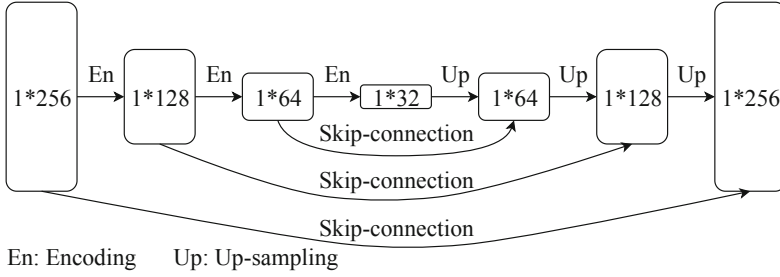 En En En Up Up Up
1*256 1*128 1*64 1*32 1*64 1*128 1*256
Skip-connection
Skip-connection
Skip-connection
En: Encoding Up: Up-sampling